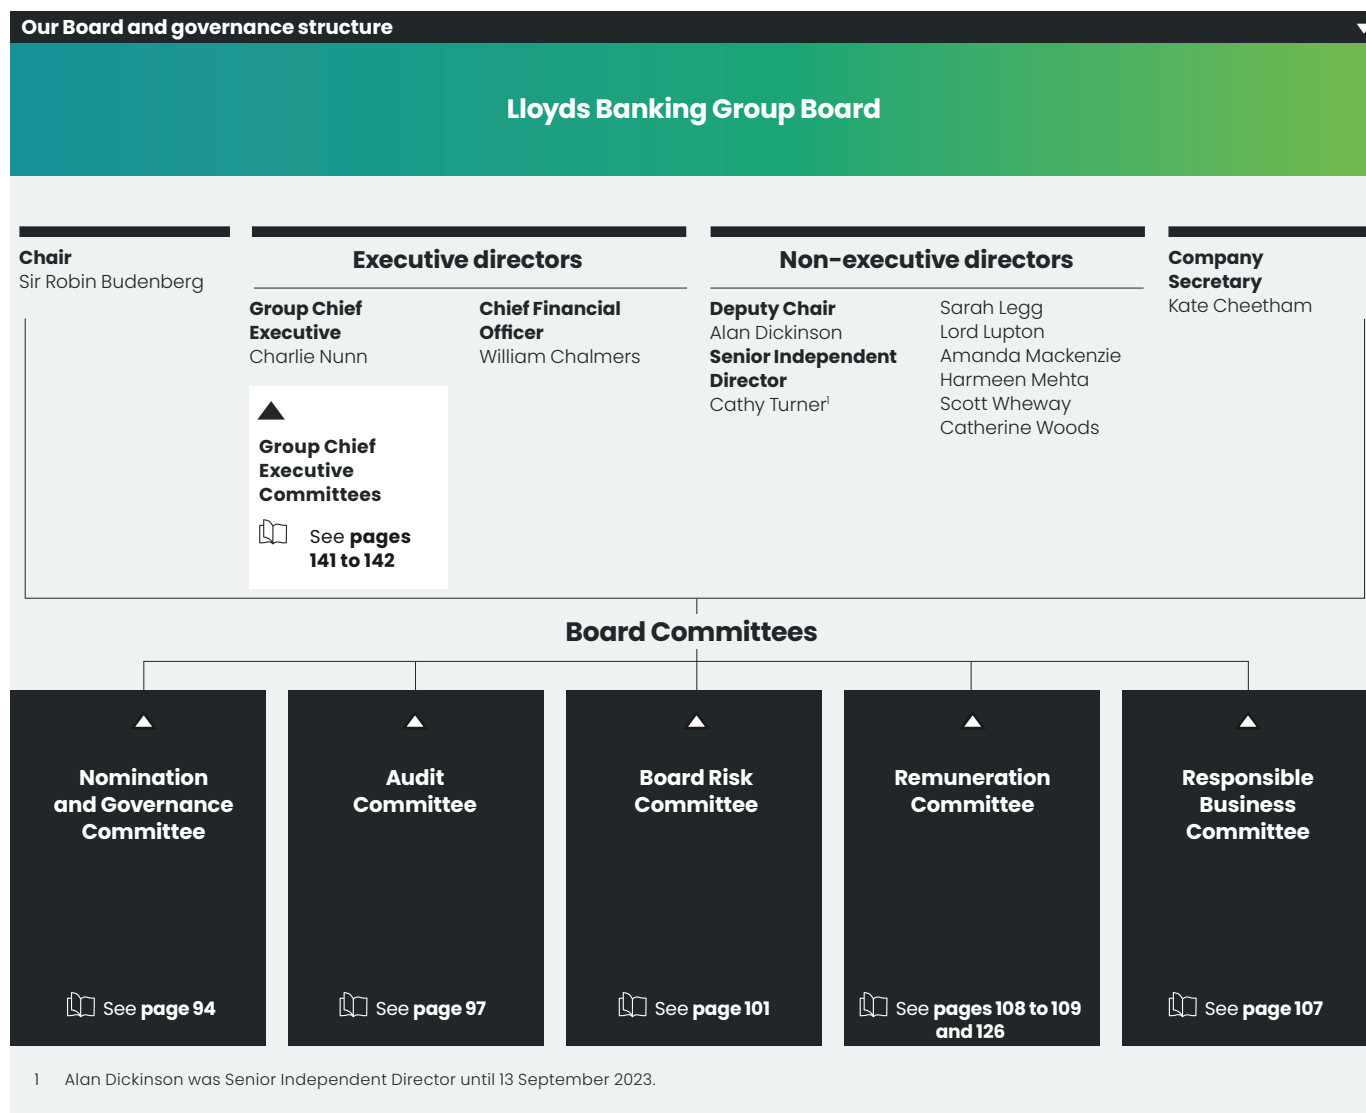 Our Board and governance structure
Lloyds Banking Group Board
Chair
Sir Robin Budenberg
Executive directors
Group Chief
Executive
Charlie Nunn
Chief Financial
Officer
William Chalmers
Group Chief
Executive
Committees
See pages
141 to 142
Non-executive directors
Deputy Chair
Alan Dickinson
Senior Independent
Director
Cathy Turner1
Sarah Legg
Lord Lupton
Amanda Mackenzie
Harmeen Mehta
Scott Wheway
Catherine Woods
Company
Secretary
Kate Cheetham
Board Committees
Nomination
and Governance
Committee
See page 94
Audit
Committee
See page 97
Board Risk
Committee
See page 101
Remuneration
Committee
See pages 108 to 109
and 126
Responsible
Business
Committee
See page 107
1 Alan Dickinson was Senior Independent Director until 13 September 2023.